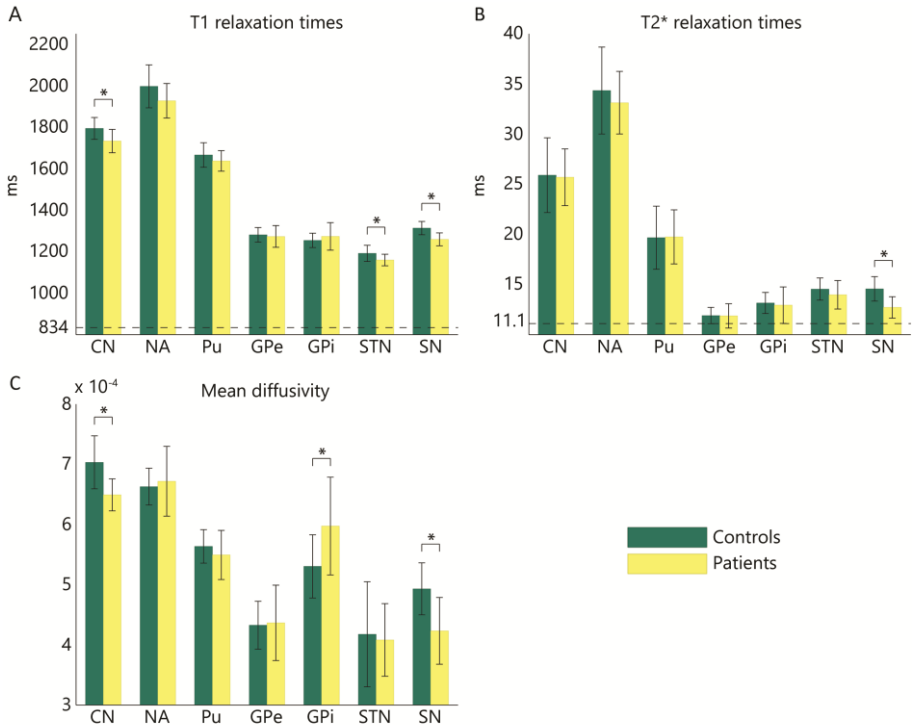 A
T1 relaxation times
2200
2000
1800
1600
1400
1200
1000
834
ms
*
*
*
CN NA Pu GPe GPi STN SN
B
T2* relaxation times
40
35
30
25
20
15
11.1
ms
*
CN NA Pu GPe GPi STN SN
C
x 10⁻⁴
Mean diffusivity
8
7
6
5
4
3
*
*
*
CN NA Pu GPe GPi STN SN
Controls
Patients